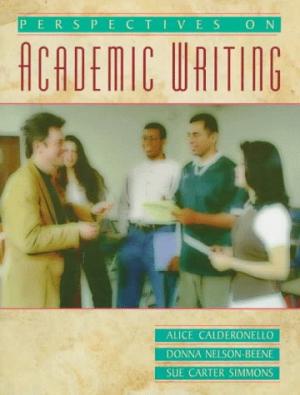 PERSPECTIVES ON
ACADEMIC WRITING
ALICE CALDERONELLO
DONNA NELSON-BEENE
SUE CARTER SIMMONS